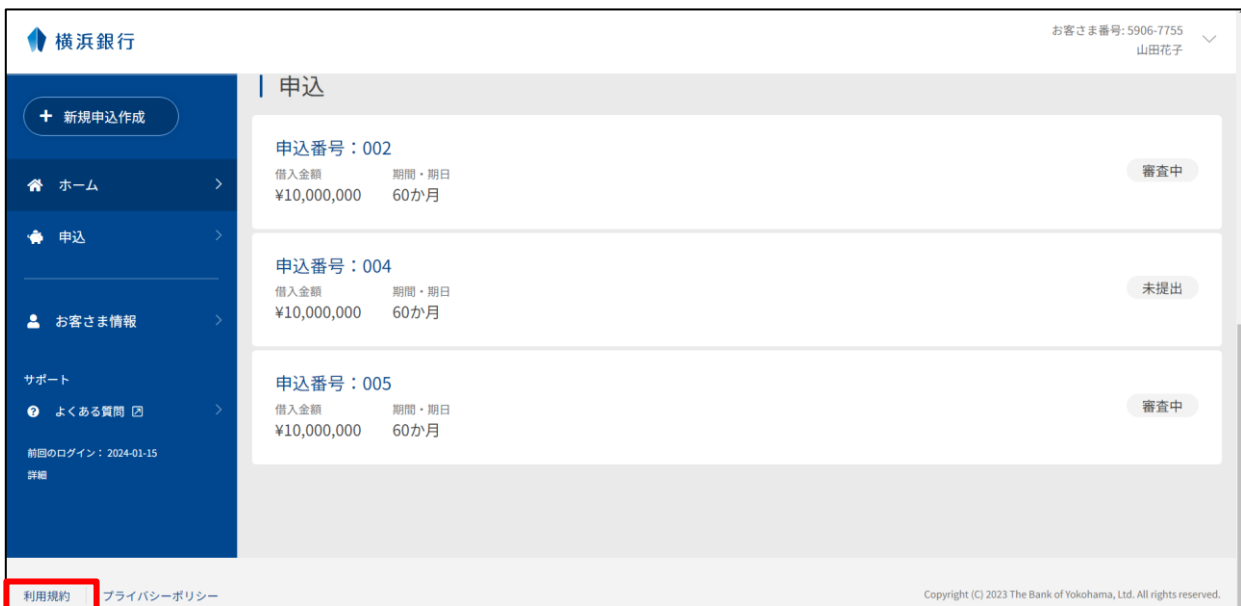 横浜銀行
お客さま番号: 5906-7755
山田花子
新規申込作成
ホーム
申込
お客さま情報
サポート
よくある質問
前回のログイン： 2024-01-15
詳細
申込
申込番号：002
借入金額 期間・期日
¥10,000,000 60か月
審査中
申込番号：004
借入金額 期間・期日
¥10,000,000 60か月
未提出
申込番号：005
借入金額 期間・期日
¥10,000,000 60か月
審査中
利用規約 プライバシーポリシー
Copyright (C) 2023 The Bank of Yokohama, Ltd. All rights reserved.